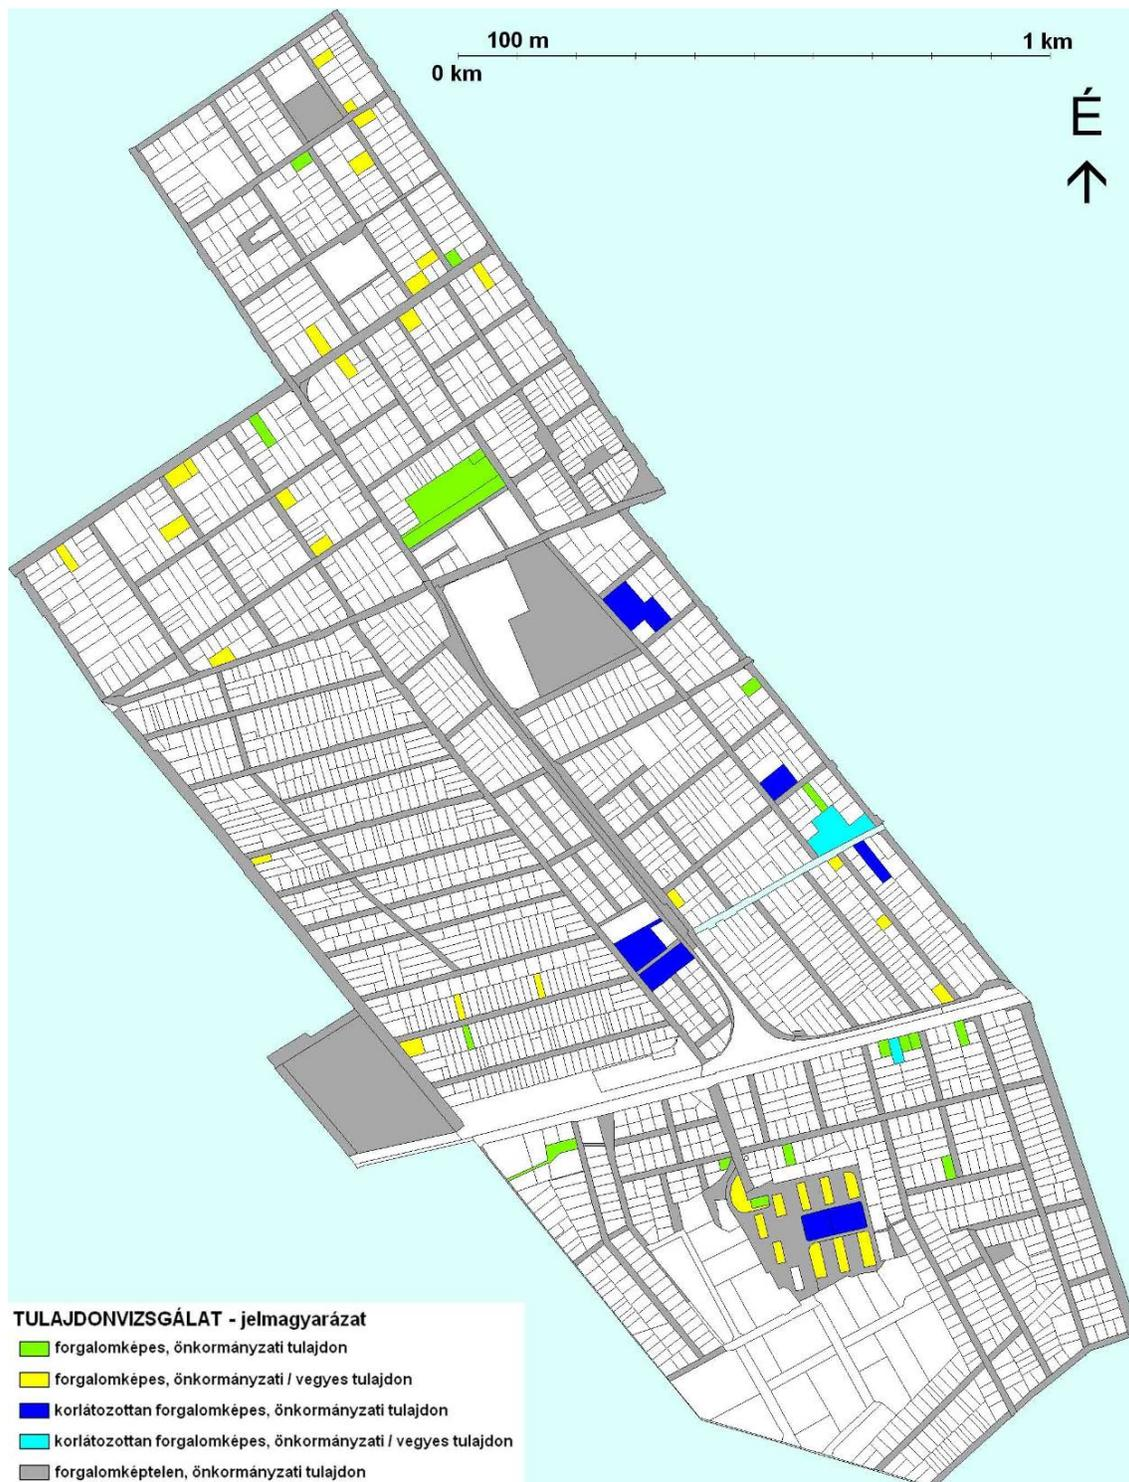 100 m
1 km
0 km
É
TULAJDONVIZSGÁLAT - jelmagyarázat
forgalomképes, önkormányzati tulajdon
forgalomképes, önkormányzati / vegyes tulajdon
korlátozottan forgalomképes, önkormányzati tulajdon
korlátozottan forgalomképes, önkormányzati / vegyes tulajdon
forgalomképtelen, önkormányzati tulajdon